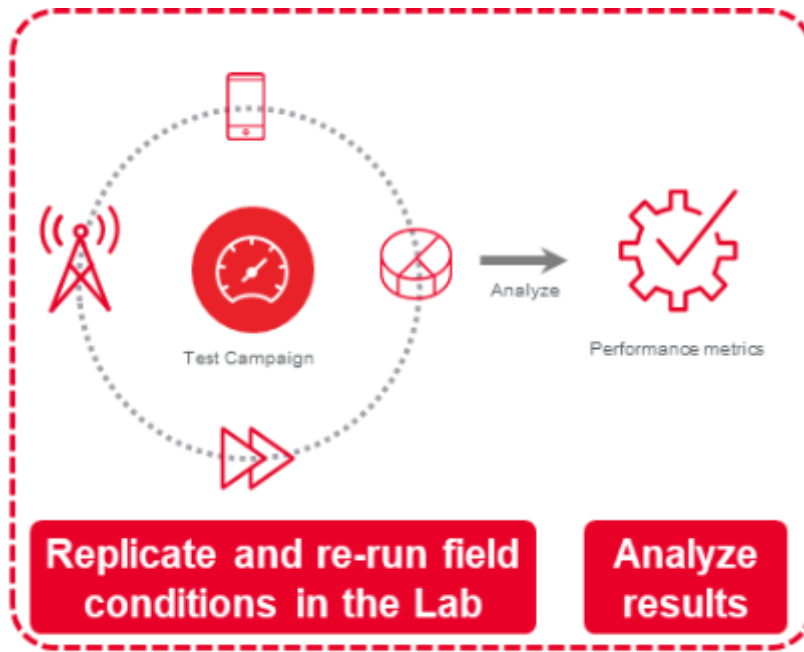 Analyze
Test Campaign
Performance metrics
Replicate and re-run field
conditions in the Lab
Analyze
results